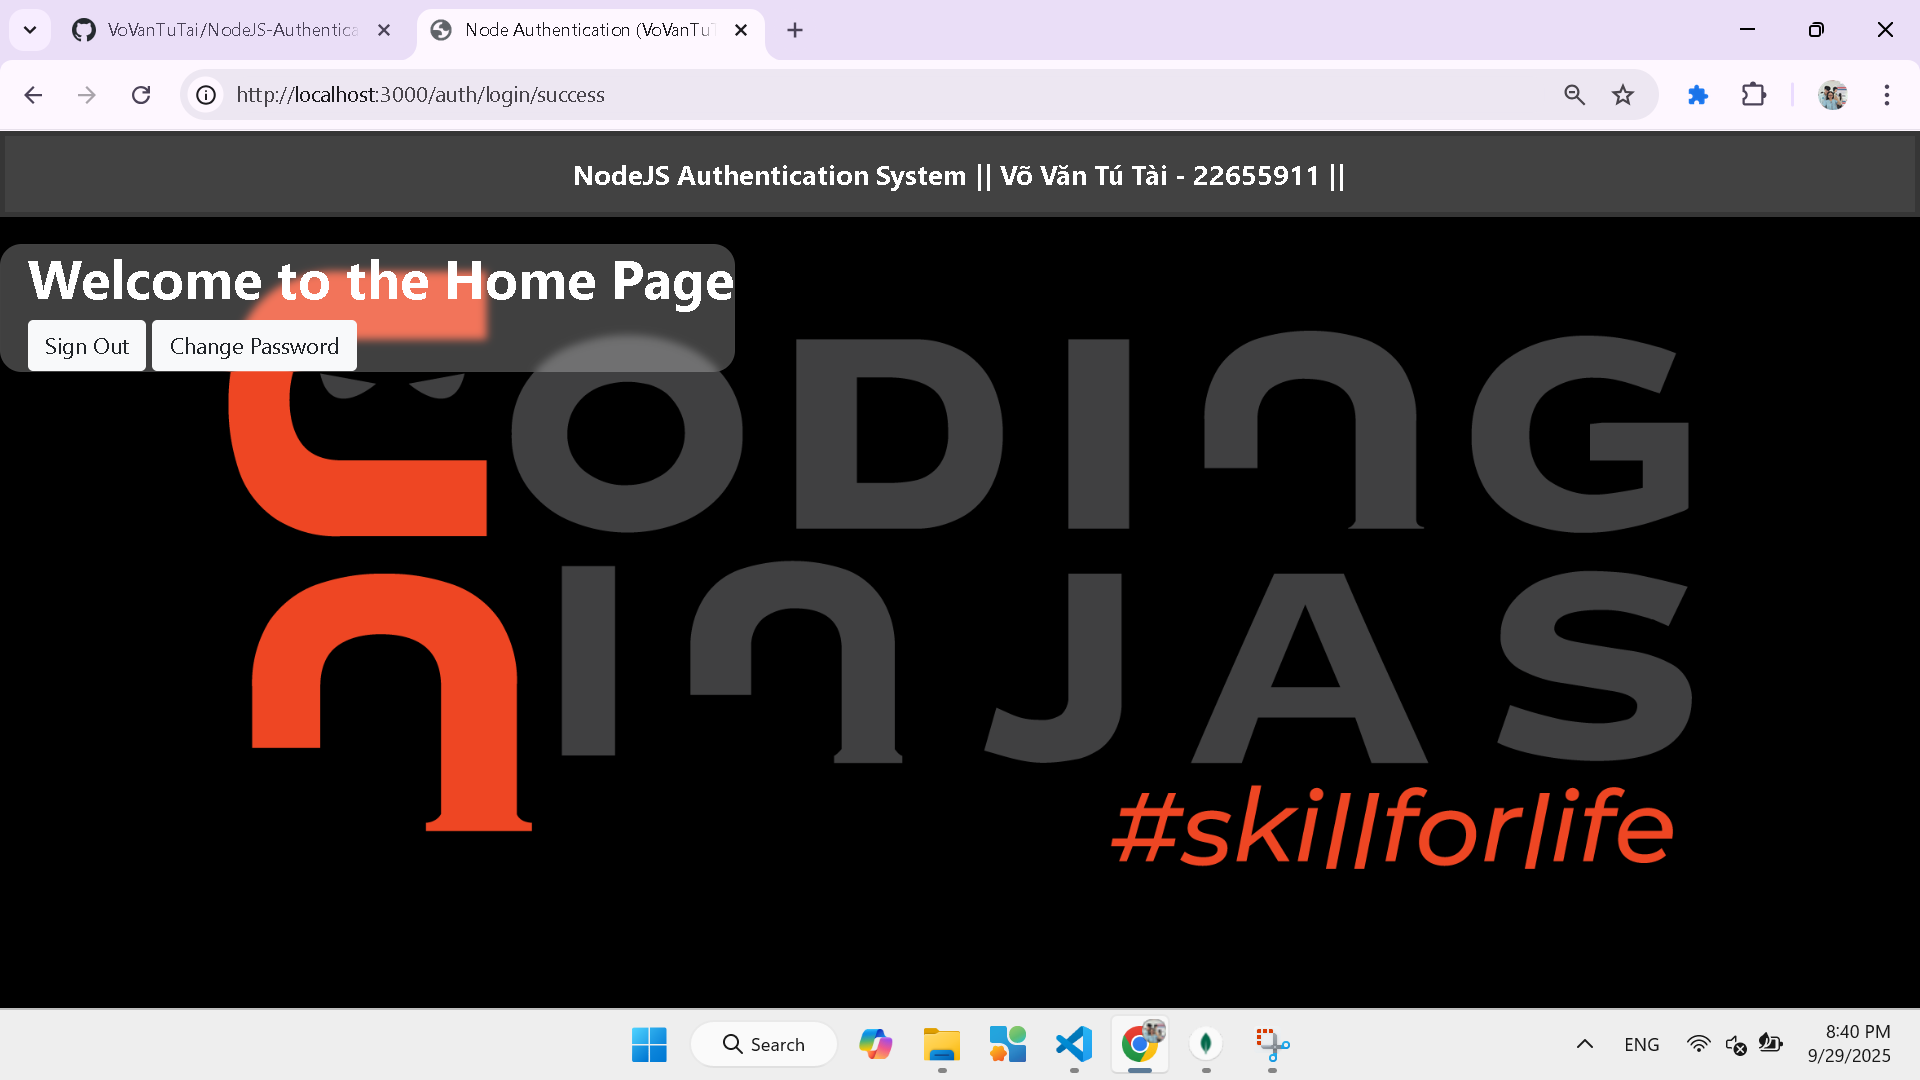 VoVanTuTai/NodeJS-Authentica
Node Authentication (VoVanTuT
http://localhost:3000/auth/login/success
NodeJS Authentication System || Võ Văn Tú Tài - 22655911 ||
Welcome to the Home Page
Sign Out
Change Password
CODING
NINJAS
#skillforlife
Search
ENG
8:40 PM
9/29/2025